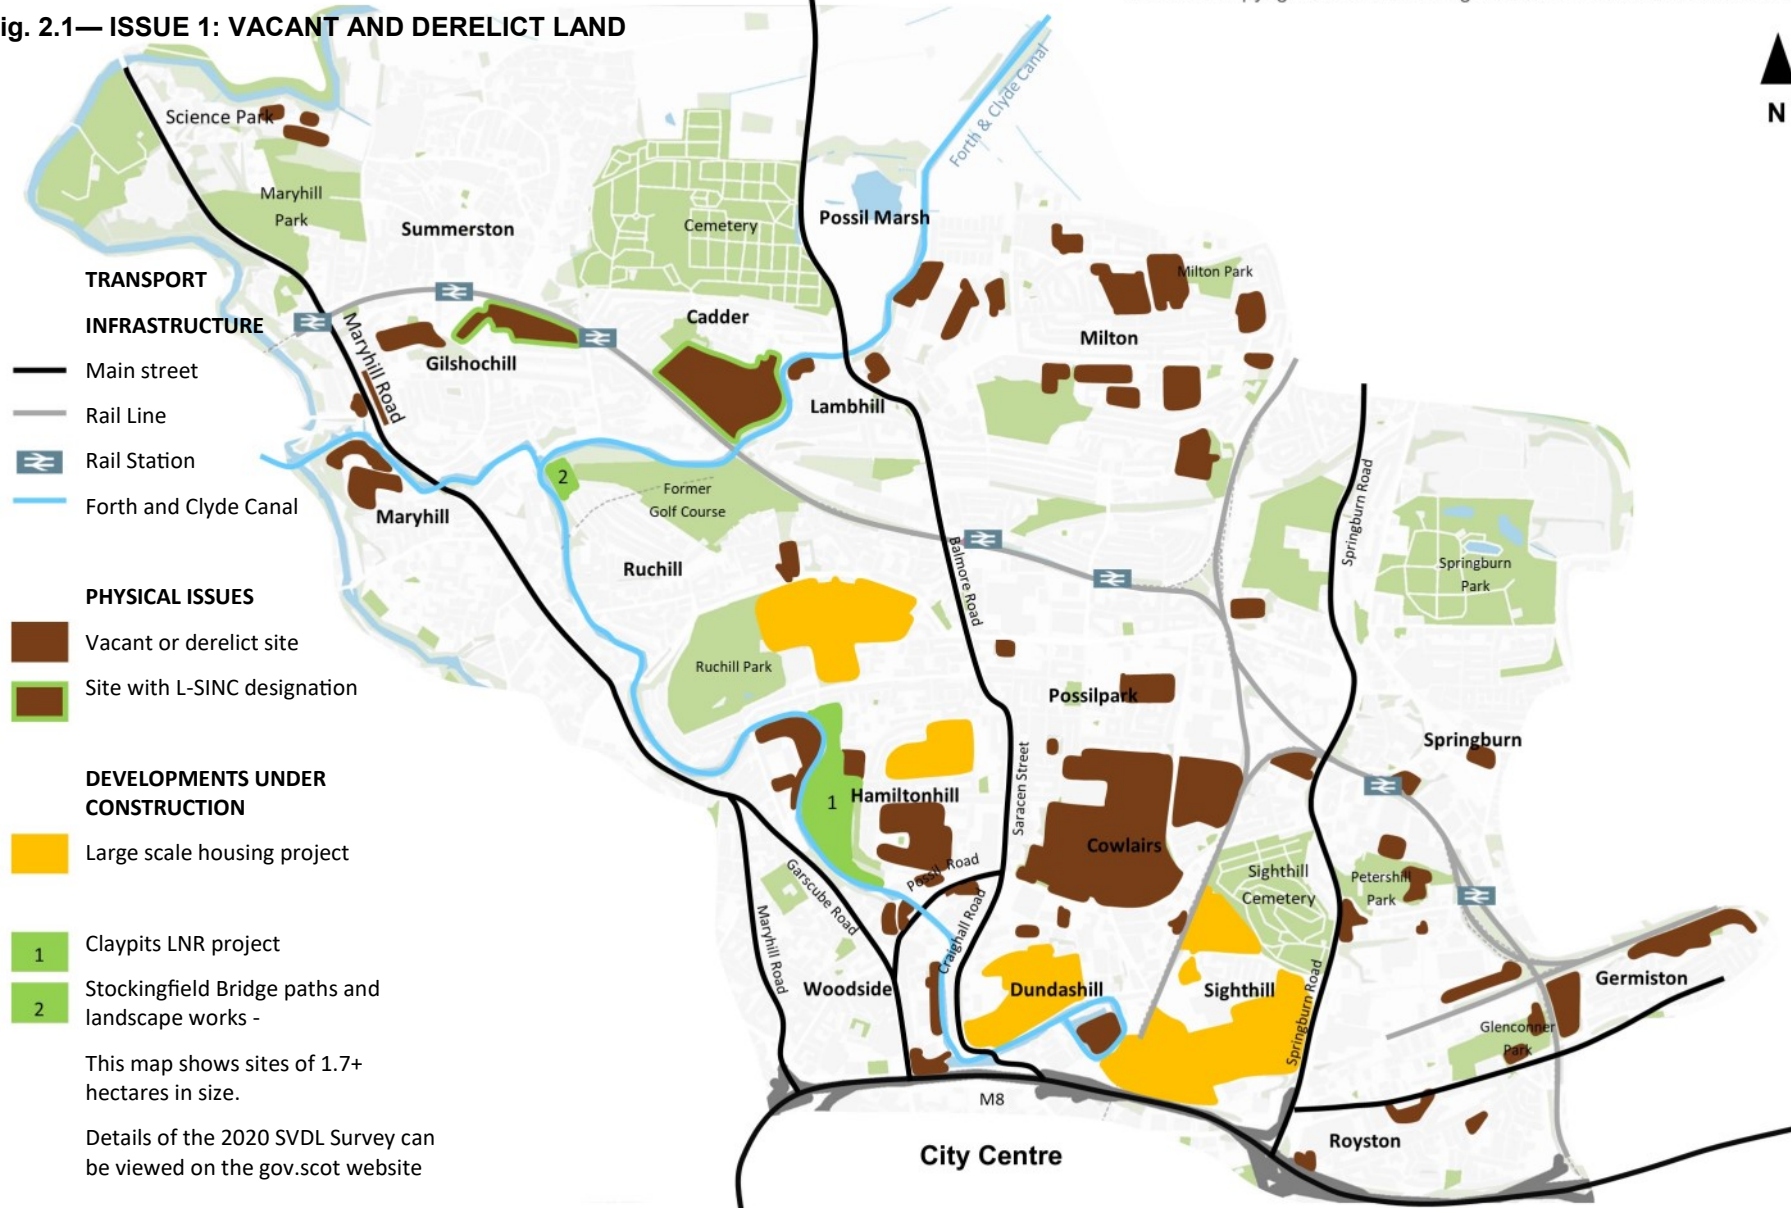 ig. 2.1— ISSUE 1: VACANT AND DERELICT LAND
N
Forth & Clyde Canal
Science Park
Maryhill
Park
Summerston
Cemetery
Possil Marsh
Milton Park
Cadder
Milton
Maryhill Road
Gilshochill
Lambhill
2
Former
Golf Course
Maryhill
Ruchill
Balmore Road
Springburn Road
Springburn
Park
Ruchill Park
Possilpark
Springburn
Saracen Street
1
Hamiltonhill
Cowlairs
Possil Road
Garscube Road
Maryhill Road
Craighall Road
Sighthill
Cemetery
Petershill
Park
Woodside
Dundashill
Sighthill
Springburn Road
Germiston
Glenconner
Park
M8
Royston
City Centre
TRANSPORT
INFRASTRUCTURE
Main street
Rail Line
Rail Station
Forth and Clyde Canal
PHYSICAL ISSUES
Vacant or derelict site
Site with L-SINC designation
DEVELOPMENTS UNDER
CONSTRUCTION
Large scale housing project
1 Claypits LNR project
2 Stockingfield Bridge paths and
landscape works -
This map shows sites of 1.7+
hectares in size.
Details of the 2020 SVDL Survey can
be viewed on the gov.scot website